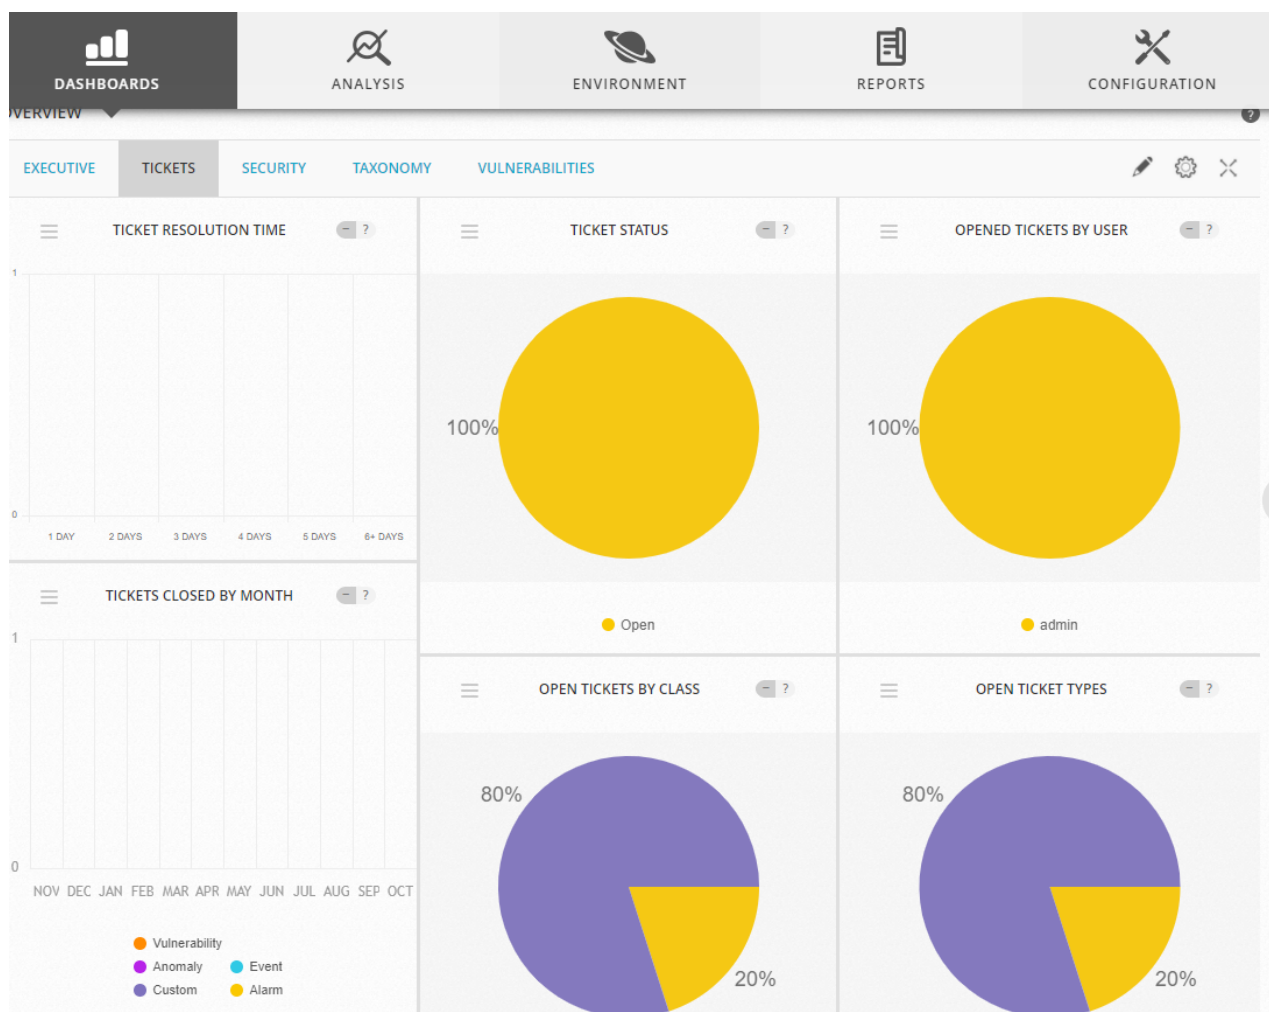 DASHBOARDS
ANALYSIS
ENVIRONMENT
REPORTS
CONFIGURATION
OVERVIEW
?
EXECUTIVE
TICKETS
SECURITY
TAXONOMY
VULNERABILITIES
TICKET RESOLUTION TIME
– ?
1
0
1 DAY 2 DAYS 3 DAYS 4 DAYS 5 DAYS 6+ DAYS
TICKET STATUS
– ?
100%
Open
OPENED TICKETS BY USER
– ?
100%
admin
TICKETS CLOSED BY MONTH
– ?
1
0
NOV DEC JAN FEB MAR APR MAY JUN JUL AUG SEP OCT
Vulnerability
Anomaly Event
Custom Alarm
OPEN TICKETS BY CLASS
– ?
80%
20%
OPEN TICKET TYPES
– ?
80%
20%